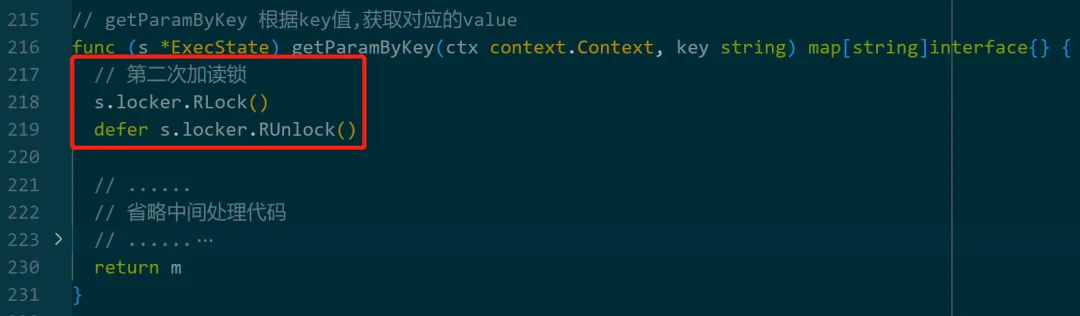 215 // getParamByKey 根据key值,获取对应的value
216 func (s *ExecState) getParamByKey(ctx context.Context, key string) map[string]interface{} {
217 // 第二次加读锁
218 s.locker.RLock()
219 defer s.locker.RUnlock()
220
221 // ......
222 // 省略中间处理代码
223 > // ......…
230 return m
231 }